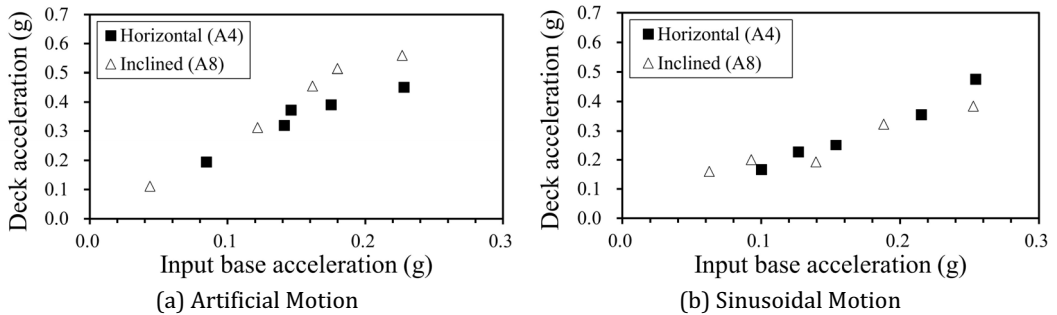 Deck acceleration (g)
0.7
0.6
0.5
0.4
0.3
0.2
0.1
0.0
Horizontal (A4)
Inclined (A8)
0.0 0.1 0.2 0.3
Input base acceleration (g)
(a) Artificial Motion
Deck acceleration (g)
0.7
0.6
0.5
0.4
0.3
0.2
0.1
0.0
Horizontal (A4)
Inclined (A8)
0.0 0.1 0.2 0.3
Input base acceleration (g)
(b) Sinusoidal Motion